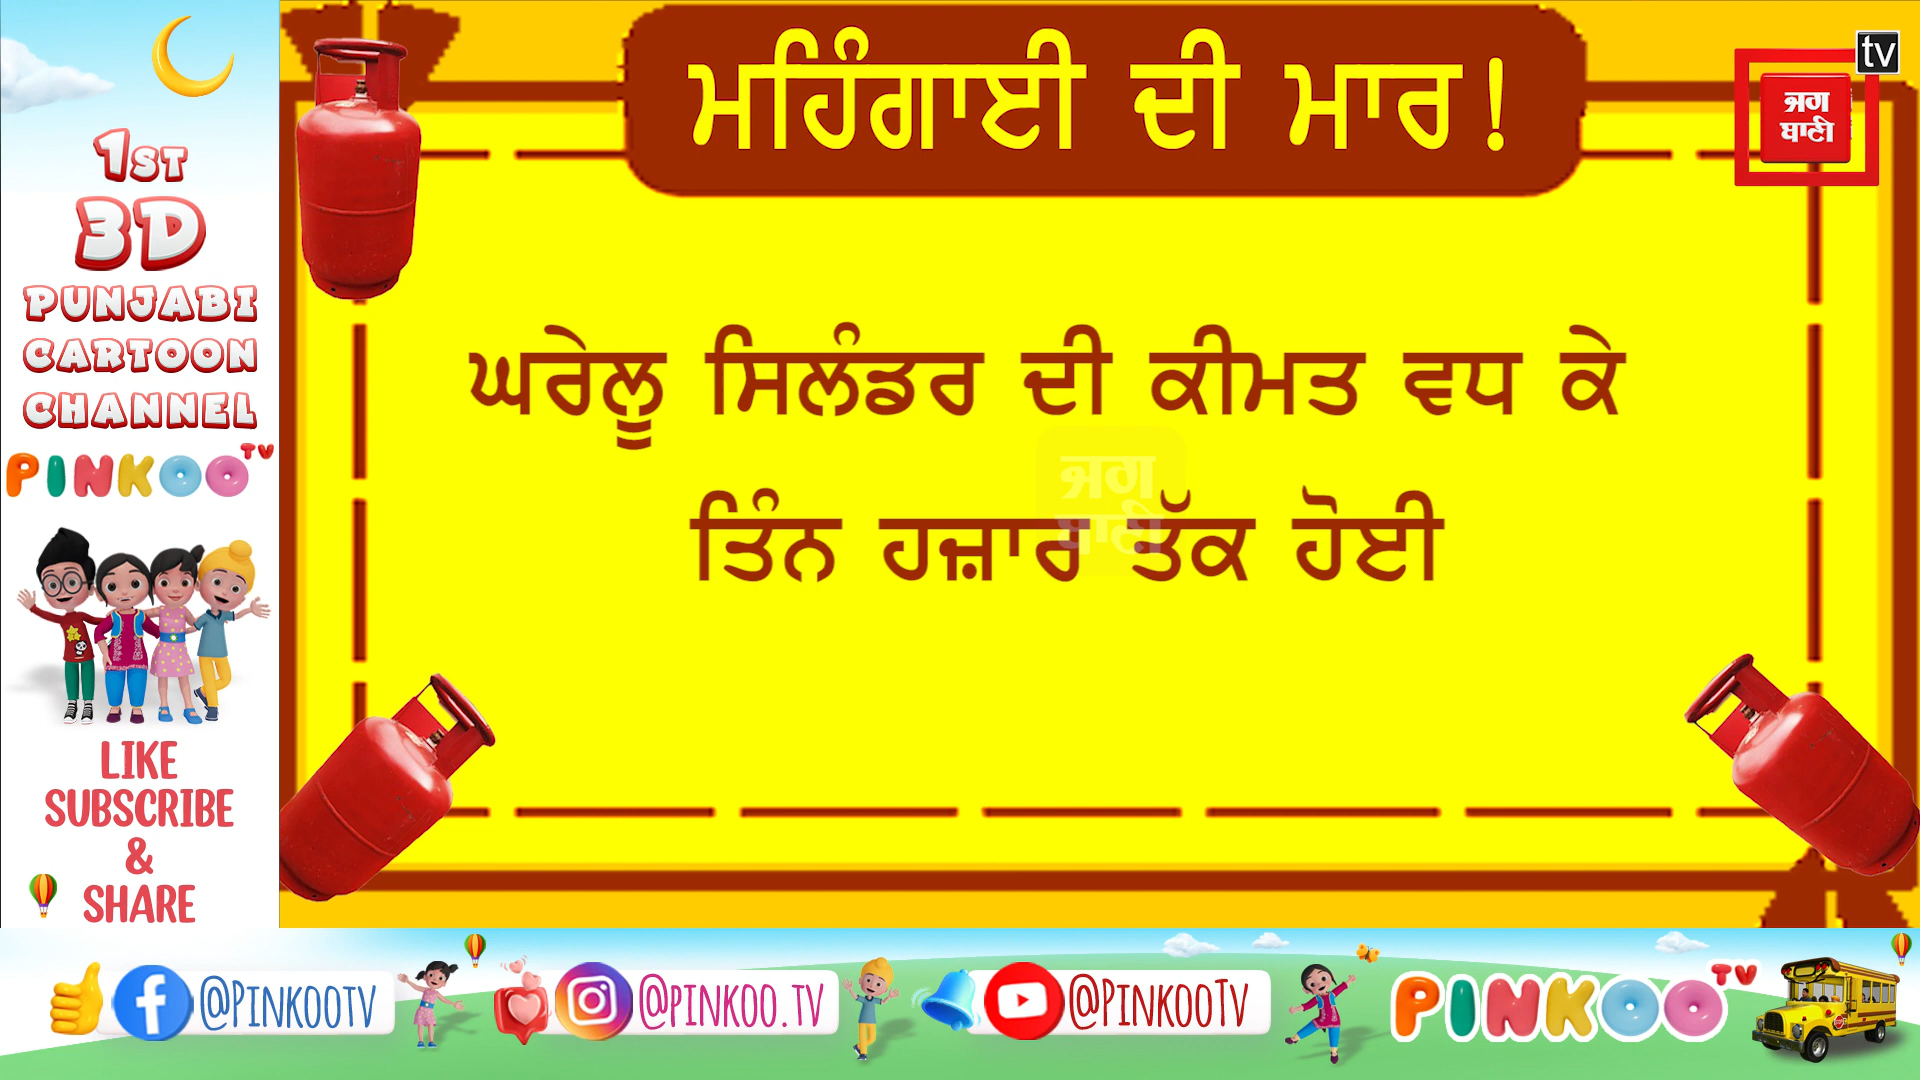 ਮਹਿੰਗਾਈ ਦੀ ਮਾਰ!
tv
ਜਗ
ਬਾਣੀ
1ST
3D
PUNJABI
CARTOON
CHANNEL
PINKOO TV
ਘਰੇਲੂ ਸਿਲੰਡਰ ਦੀ ਕੀਮਤ ਵਧ ਕੇ
ਤਿੰਨ ਹਜ਼ਾਰ ਤੱਕ ਹੋਈ
ਜਗ
ਬਾਣੀ
LIKE
SUBSCRIBE
&
SHARE
@PINKOOTV
@PINKOO.TV
@PINKOOTV
PINKOO TV